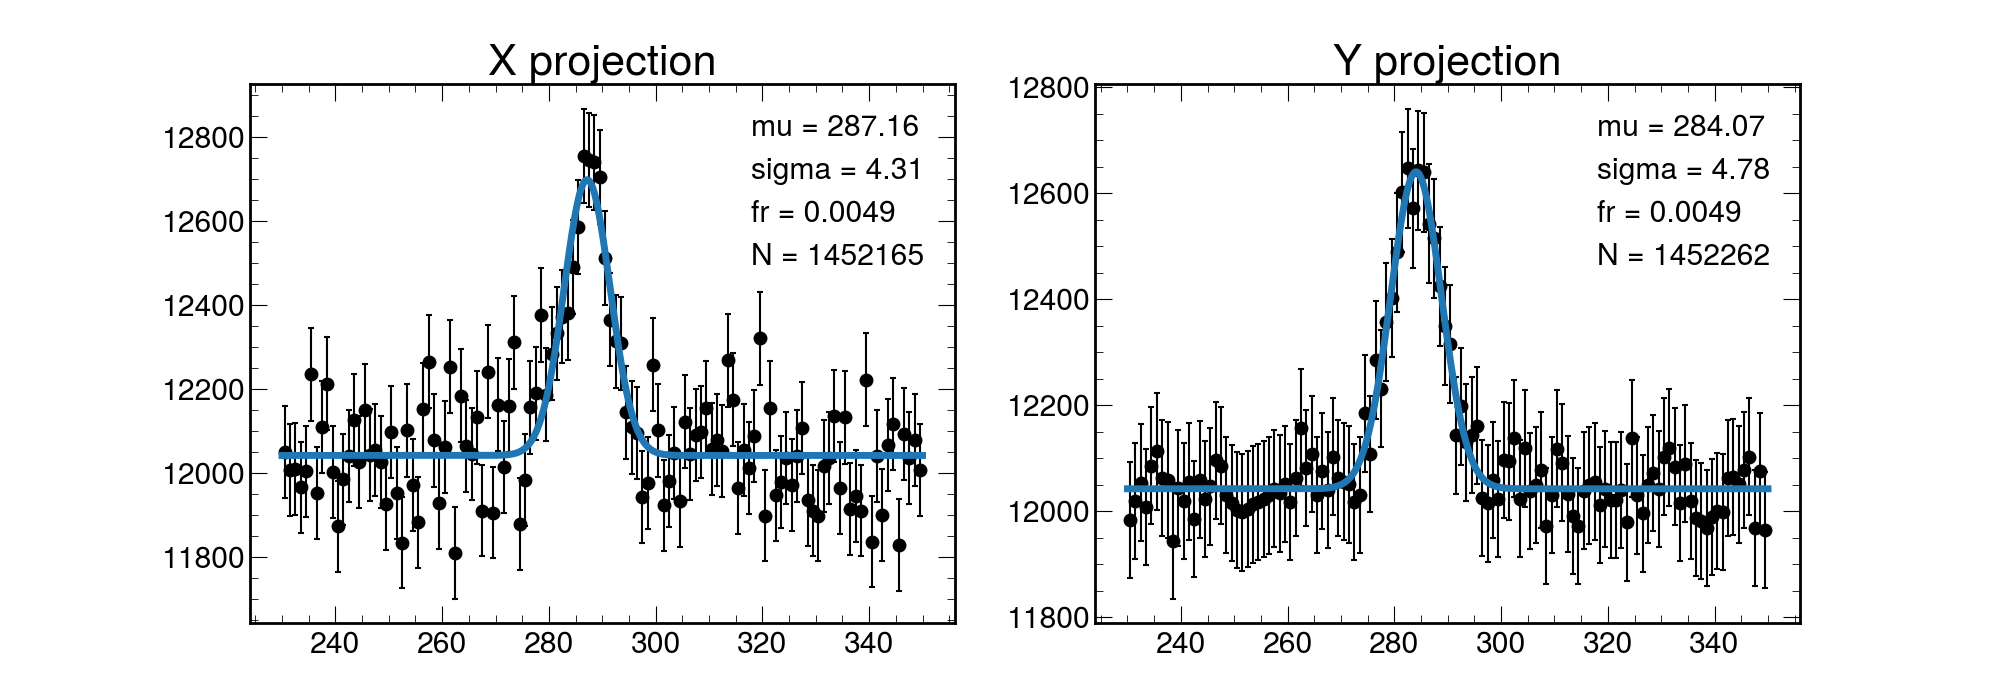 X projection
12800
12600
12400
12200
12000
11800
240
260
280
300
320
340
mu = 287.16
sigma = 4.31
fr = 0.0049
N = 1452165
Y projection
12800
12600
12400
12200
12000
11800
240
260
280
300
320
340
mu = 284.07
sigma = 4.78
fr = 0.0049
N = 1452262